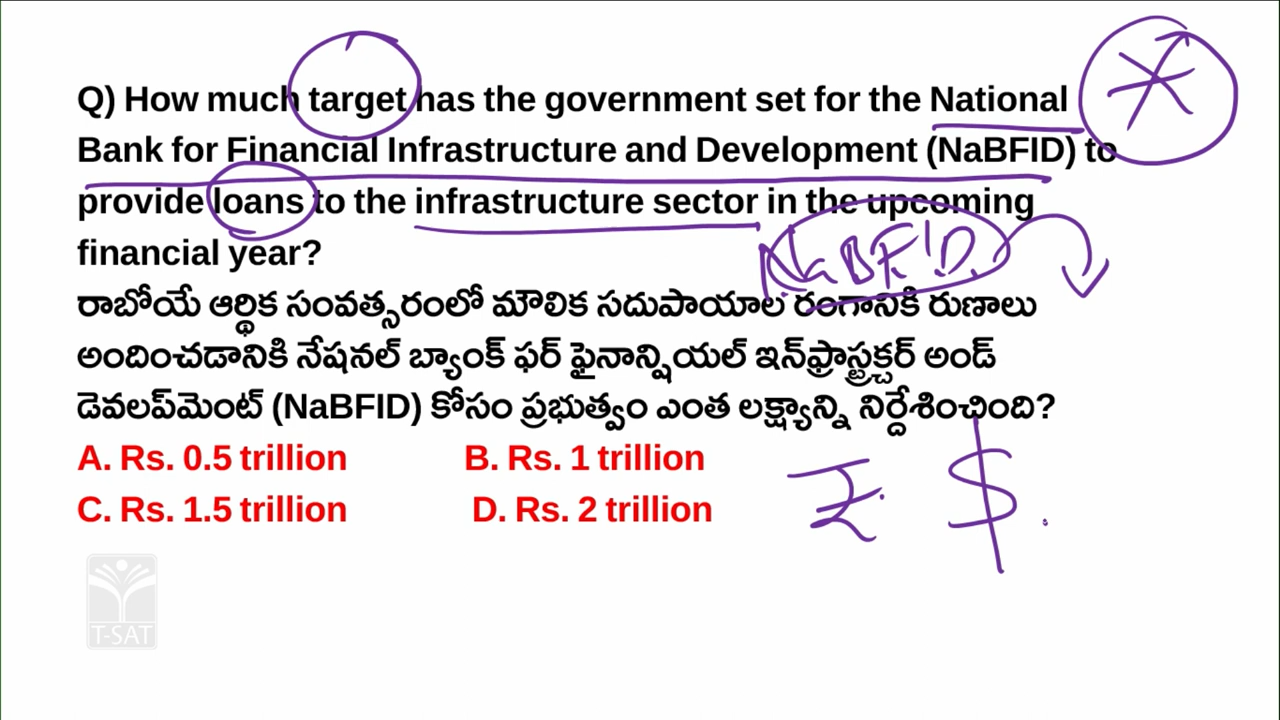 Q) How much target has the government set for the National
Bank for Financial Infrastructure and Development (NaBFID) to
provide loans to the infrastructure sector in the upcoming
financial year?
NaBFID
రాబోయే ఆర్థిక సంవత్సరంలో మౌలిక సదుపాయాల రంగానికి రుణాలు
అందించడానికి నేషనల్ బ్యాంక్ ఫర్ ఫైనాన్షియల్ ఇన్‌ఫ్రాస్ట్రక్చర్ అండ్
డెవలప్‌మెంట్ (NaBFID) కోసం ప్రభుత్వం ఎంత లక్ష్యాన్ని నిర్దేశించింది?
A. Rs. 0.5 trillion B. Rs. 1 trillion
C. Rs. 1.5 trillion D. Rs. 2 trillion
₹. $.
T-SAT